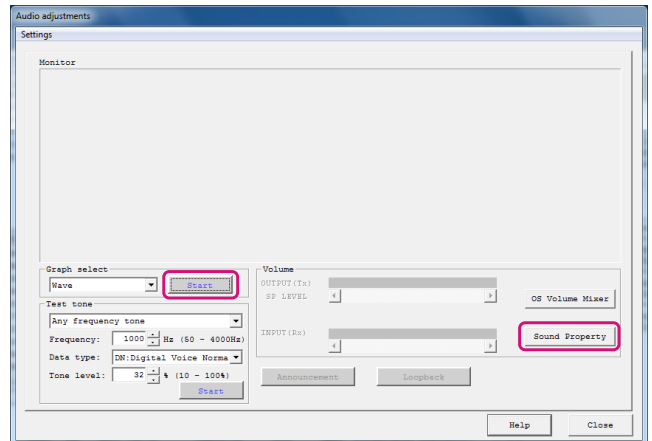 Audio adjustments
Settings
Monitor
Graph select
Wave
Start
Test tone
Any frequency tone
Frequency: 1000 Hz (50 - 4000Hz)
Data type: DN:Digital Voice Norma
Tone level: 32 % (10 - 100%)
Start
Volume
OUTPUT(Tx)
SP LEVEL
OS Volume Mixer
INPUT(Rx)
Sound Property
Announcement
Loopback
Help
Close